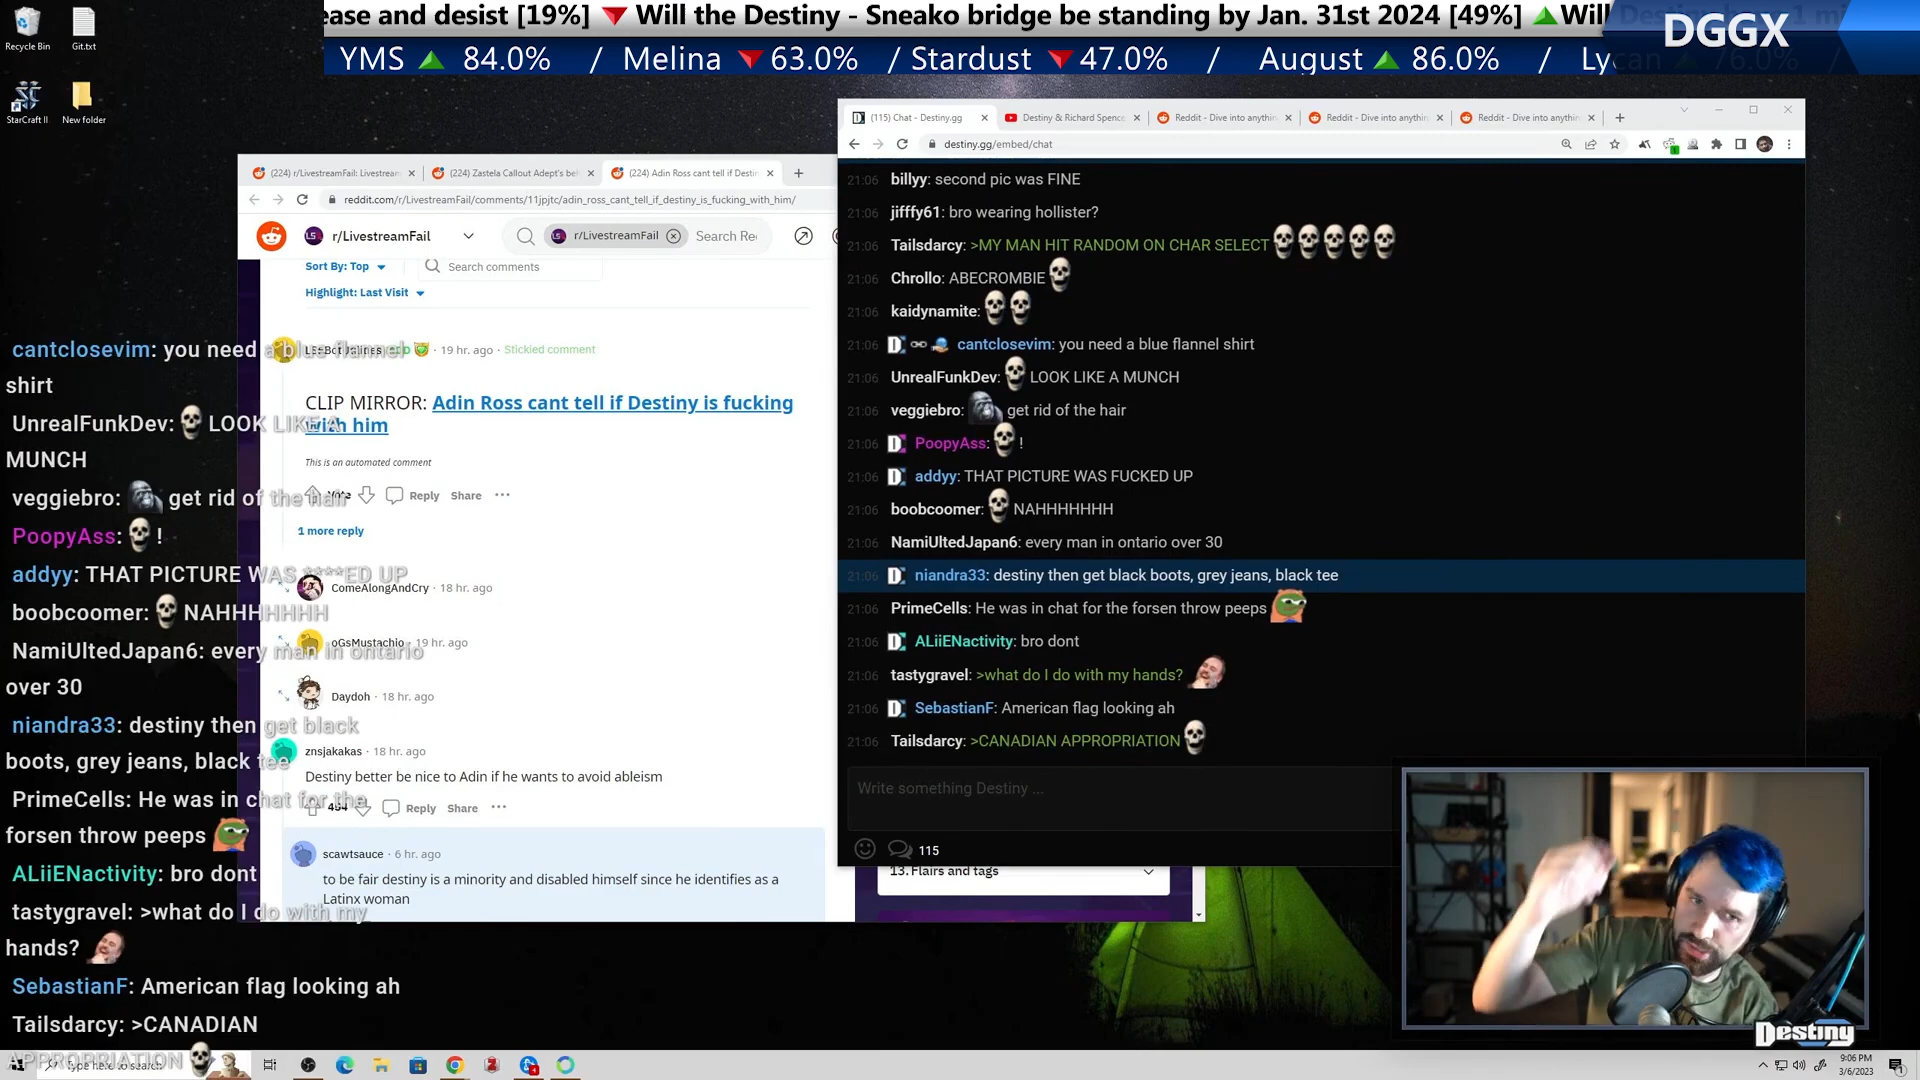 Recycle Bin
Git.txt
StarCraft II
New folder
ease and desist [19%] Will the Destiny - Sneako bridge be standing by Jan. 31st 2024 [49%] Will
DGGX
YMS 84.0% / Melina 63.0% / Stardust 47.0% / August 86.0% / Lycan 76.0% /
(115) Chat - Destiny.gg
Destiny & Richard Spence
Reddit - Dive into anythin
Reddit - Dive into anythin
Reddit - Dive into anythin
destiny.gg/embed/chat
(224) r/LivestreamFail: Livestream
(224) Zastela Callout Adept's be
(224) Adin Ross cant tell if Destin
reddit.com/r/LivestreamFail/comments/11jpjtc/adin_ross_cant_tell_if_destiny_is_fucking_with_him/
r/LivestreamFail
r/LivestreamFail
Search Re
Sort By: Top
Search comments
Highlight: Last Visit
19 hr. ago · Stickied comment
CLIP MIRROR: Adin Ross cant tell if Destiny is fucking
with him
This is an automated comment
Vote
Reply
Share
1 more reply
ComeAlongAndCry · 18 hr. ago
oGsMustachio · 19 hr. ago
Daydoh · 18 hr. ago
znsjakakas · 18 hr. ago
Destiny better be nice to Adin if he wants to avoid ableism
Reply
Share
scawtsauce · 6 hr. ago
to be fair destiny is a minority and disabled himself since he identifies as a
Latinx woman
13. Flairs and tags
21:06 billyy: second pic was FINE
21:06 jifffy61: bro wearing hollister?
21:06 Tailsdarcy: >MY MAN HIT RANDOM ON CHAR SELECT
21:06 Chrollo: ABECROMBIE
21:06 kaidynamite:
21:06 cantclosevim: you need a blue flannel shirt
21:06 UnrealFunkDev: LOOK LIKE A MUNCH
21:06 veggiebro: get rid of the hair
21:06 PoopyAss: !
21:06 addyy: THAT PICTURE WAS FUCKED UP
21:06 boobcoomer: NAHHHHHHH
21:06 NamiUltedJapan6: every man in ontario over 30
21:06 niandra33: destiny then get black boots, grey jeans, black tee
21:06 PrimeCells: He was in chat for the forsen throw peeps
21:06 ALiiENactivity: bro dont
21:06 tastygravel: >what do I do with my hands?
21:06 SebastianF: American flag looking ah
21:06 Tailsdarcy: >CANADIAN APPROPRIATION
Write something Destiny ...
115
cantclosevim: you need a blue flannel
shirt
UnrealFunkDev: LOOK LIKE A
MUNCH
veggiebro: get rid of the hair
PoopyAss: !
addyy: THAT PICTURE WAS ****ED UP
boobcoomer: NAHHHHHHH
NamiUltedJapan6: every man in ontario
over 30
niandra33: destiny then get black
boots, grey jeans, black tee
PrimeCells: He was in chat for the
forsen throw peeps
ALiiENactivity: bro dont
tastygravel: >what do I do with my
hands?
SebastianF: American flag looking ah
Tailsdarcy: >CANADIAN
APPROPRIATION
Type here to search
Destiny
9:06 PM
3/6/2023